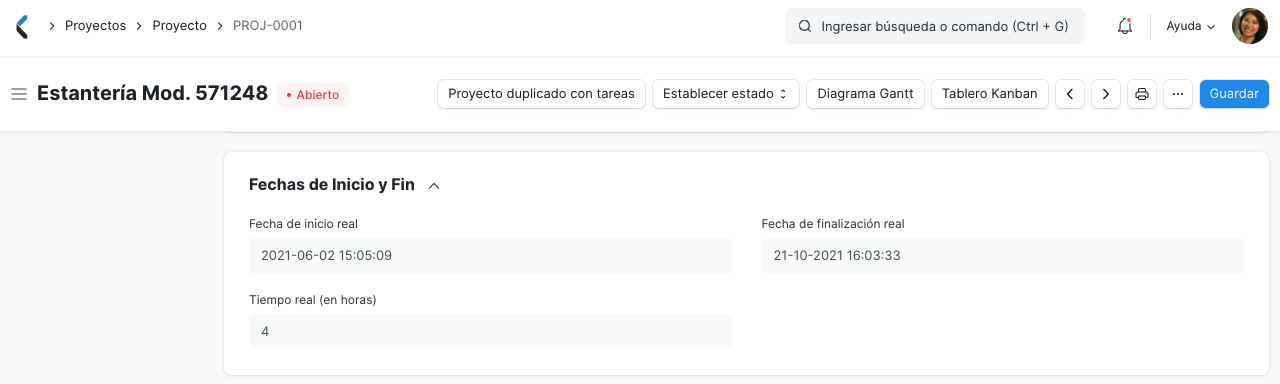 Proyectos
Proyecto
PROJ-0001
Ingresar búsqueda o comando (Ctrl + G)
Ayuda
Estantería Mod. 571248
Abierto
Proyecto duplicado con tareas
Establecer estado
Diagrama Gantt
Tablero Kanban
Guardar
Fechas de Inicio y Fin
Fecha de inicio real
2021-06-02 15:05:09
Fecha de finalización real
21-10-2021 16:03:33
Tiempo real (en horas)
4